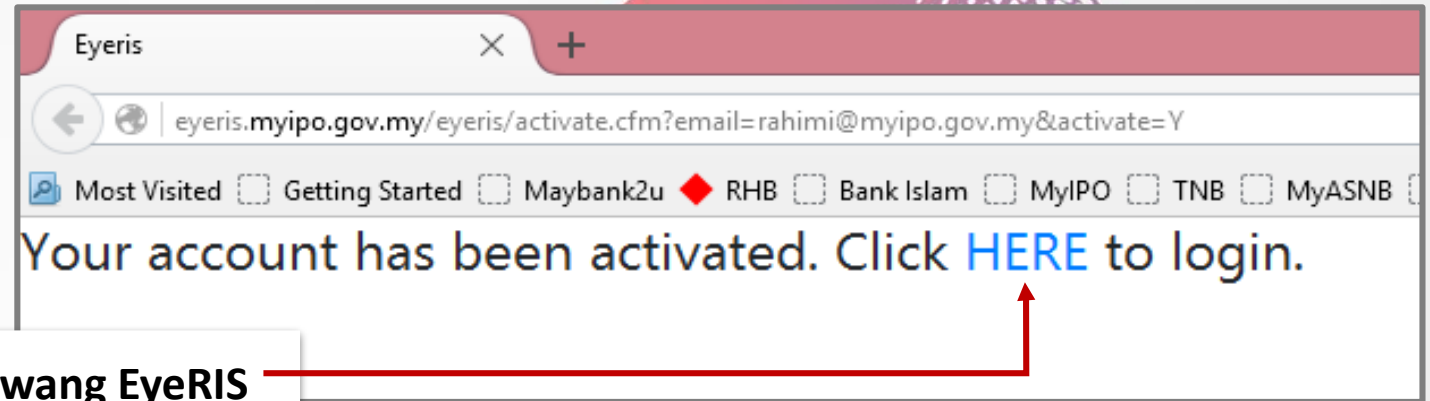 Eyeris
eyeris.myipo.gov.my/eyeris/activate.cfm?email=rahimi@myipo.gov.my&activate=Y
Most Visited Getting Started Maybank2u RHB Bank Islam MyIPO TNB MyASNB
Your account has been activated. Click HERE to login.
EyeRIS